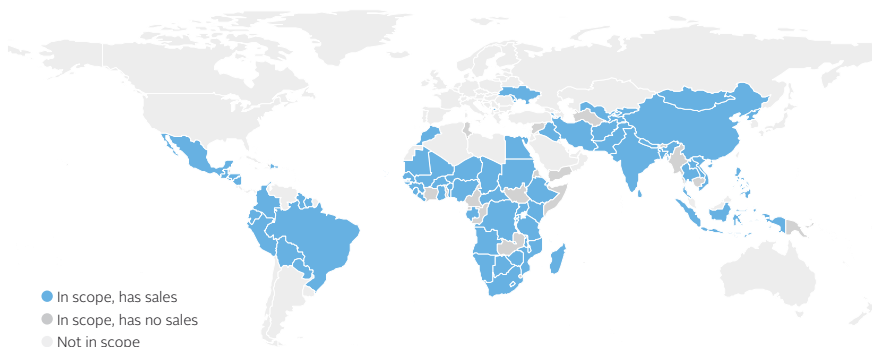 In scope, has sales
In scope, has no sales
Not in scope